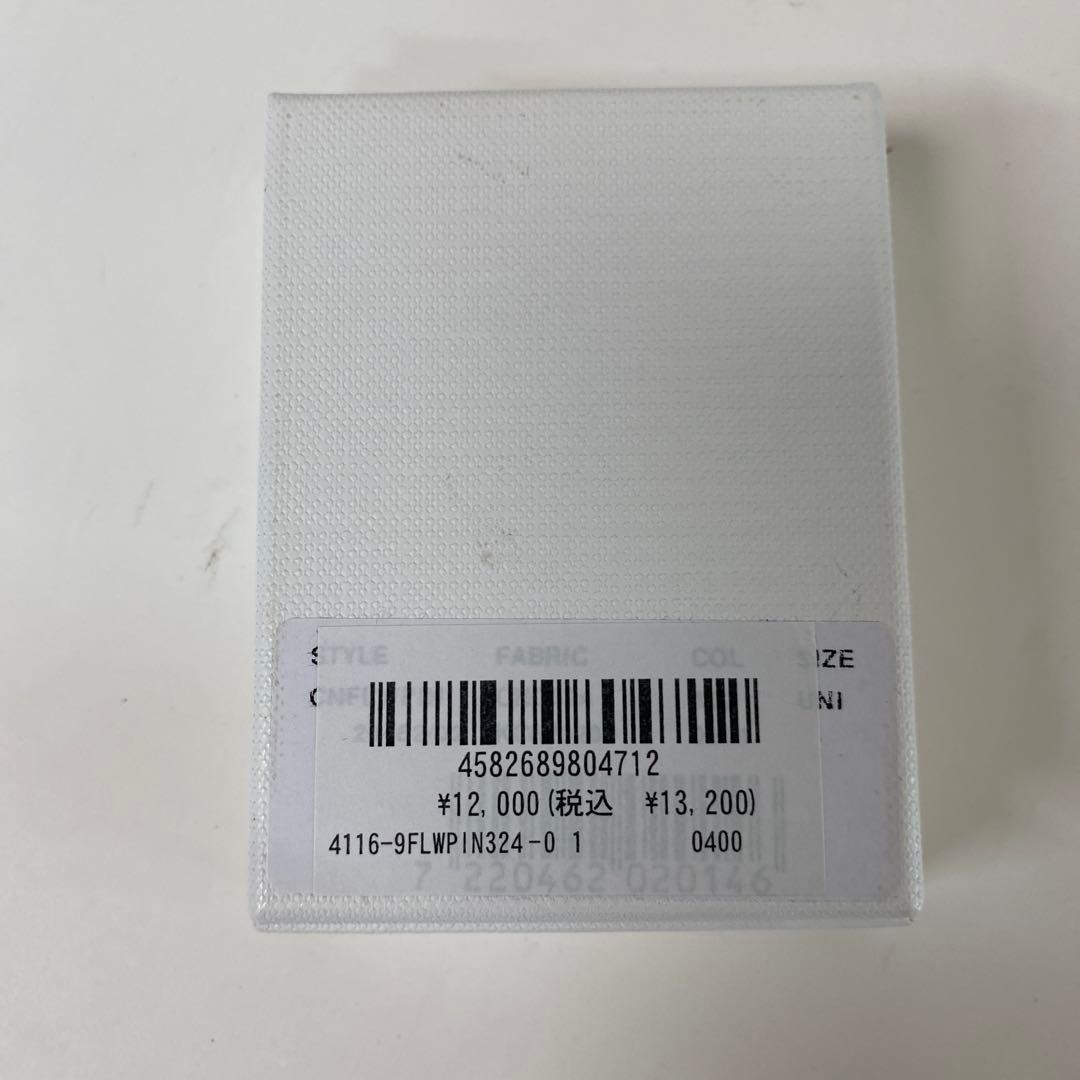 STYLE FABRIC COL SIZE
UNI
4582689804712
¥12,000(税込 ¥13,200)
4116-9FLWPIN324-0 1 0400
7 220462 020146